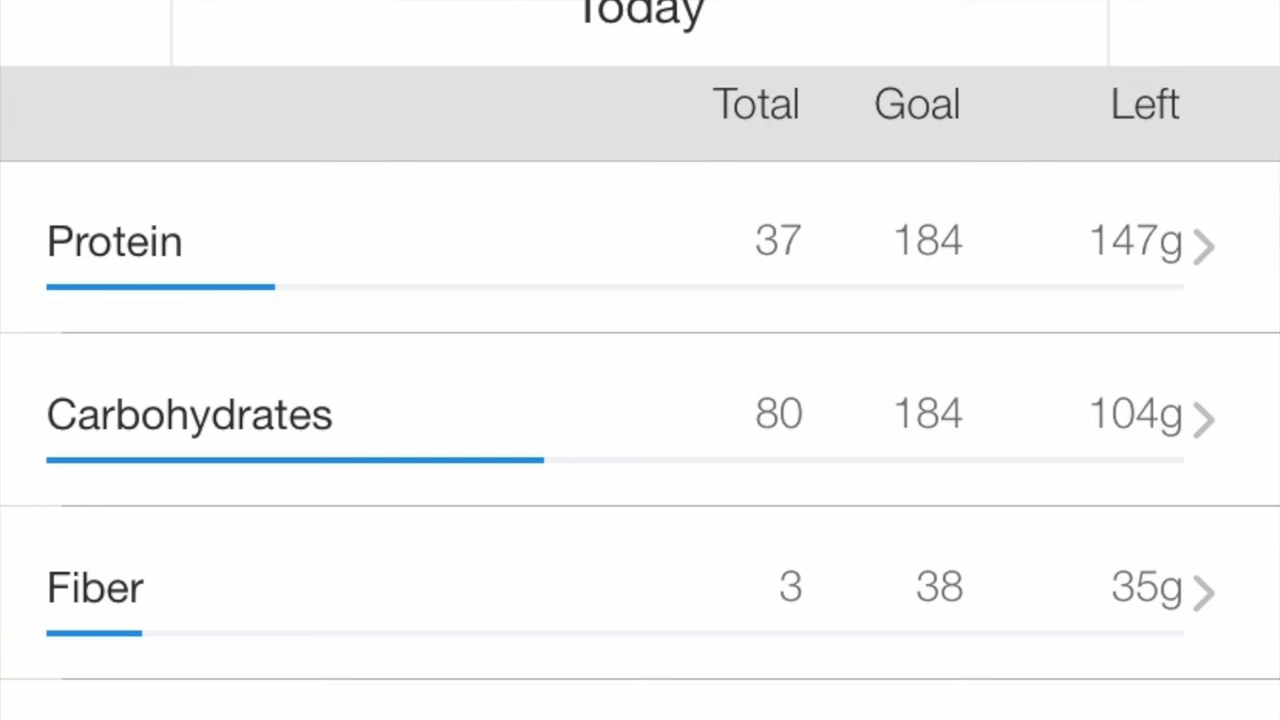 Today
Total Goal Left
Protein 37 184 147g
Carbohydrates 80 184 104g
Fiber 3 38 35g